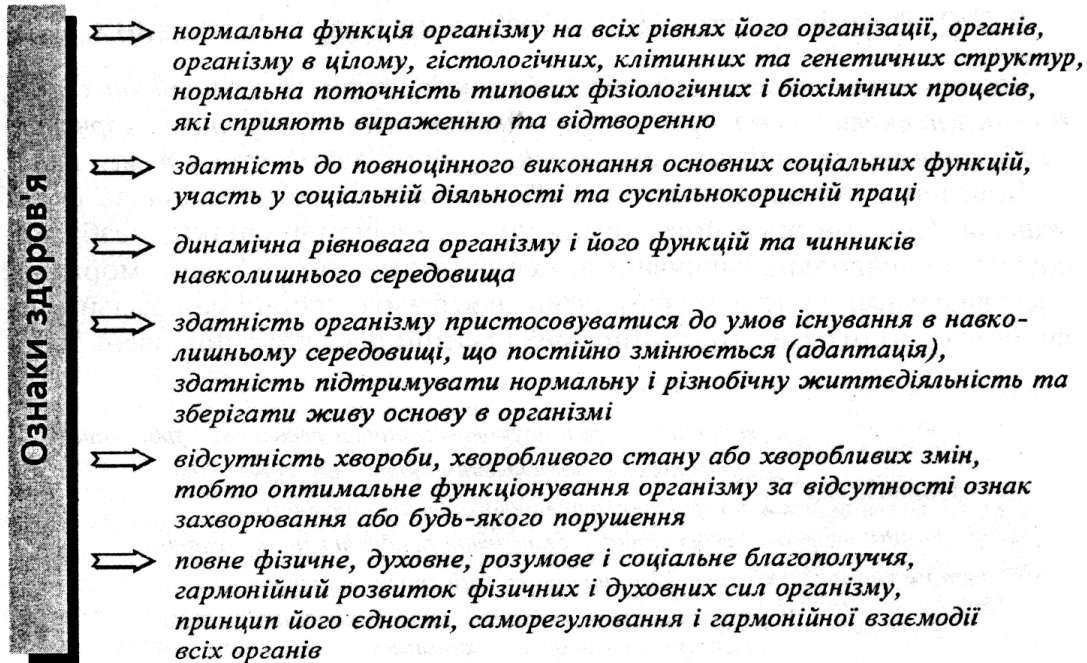 Ознаки здоров'я
нормальна функція організму на всіх рівнях його організації, органів,
організму в цілому, гістологічних, клітинних та генетичних структур,
нормальна поточність типових фізіологічних і біохімічних процесів,
які сприяють вираженню та відтворенню
здатність до повноцінного виконання основних соціальних функцій,
участь у соціальній діяльності та суспільнокорисній праці
динамічна рівновага організму і його функцій та чинників
навколишнього середовища
здатність організму пристосовуватися до умов існування в навко-
лишньому середовищі, що постійно змінюється (адаптація),
здатність підтримувати нормальну і різнобічну життєдіяльність та
зберігати живу основу в організмі
відсутність хвороби, хворобливого стану або хворобливих змін,
тобто оптимальне функціонування організму за відсутності ознак
захворювання або будь-якого порушення
повне фізичне, духовне, розумове і соціальне благополуччя,
гармонійний розвиток фізичних і духовних сил організму,
принцип його єдності, саморегулювання і гармонійної взаємодії
всіх органів